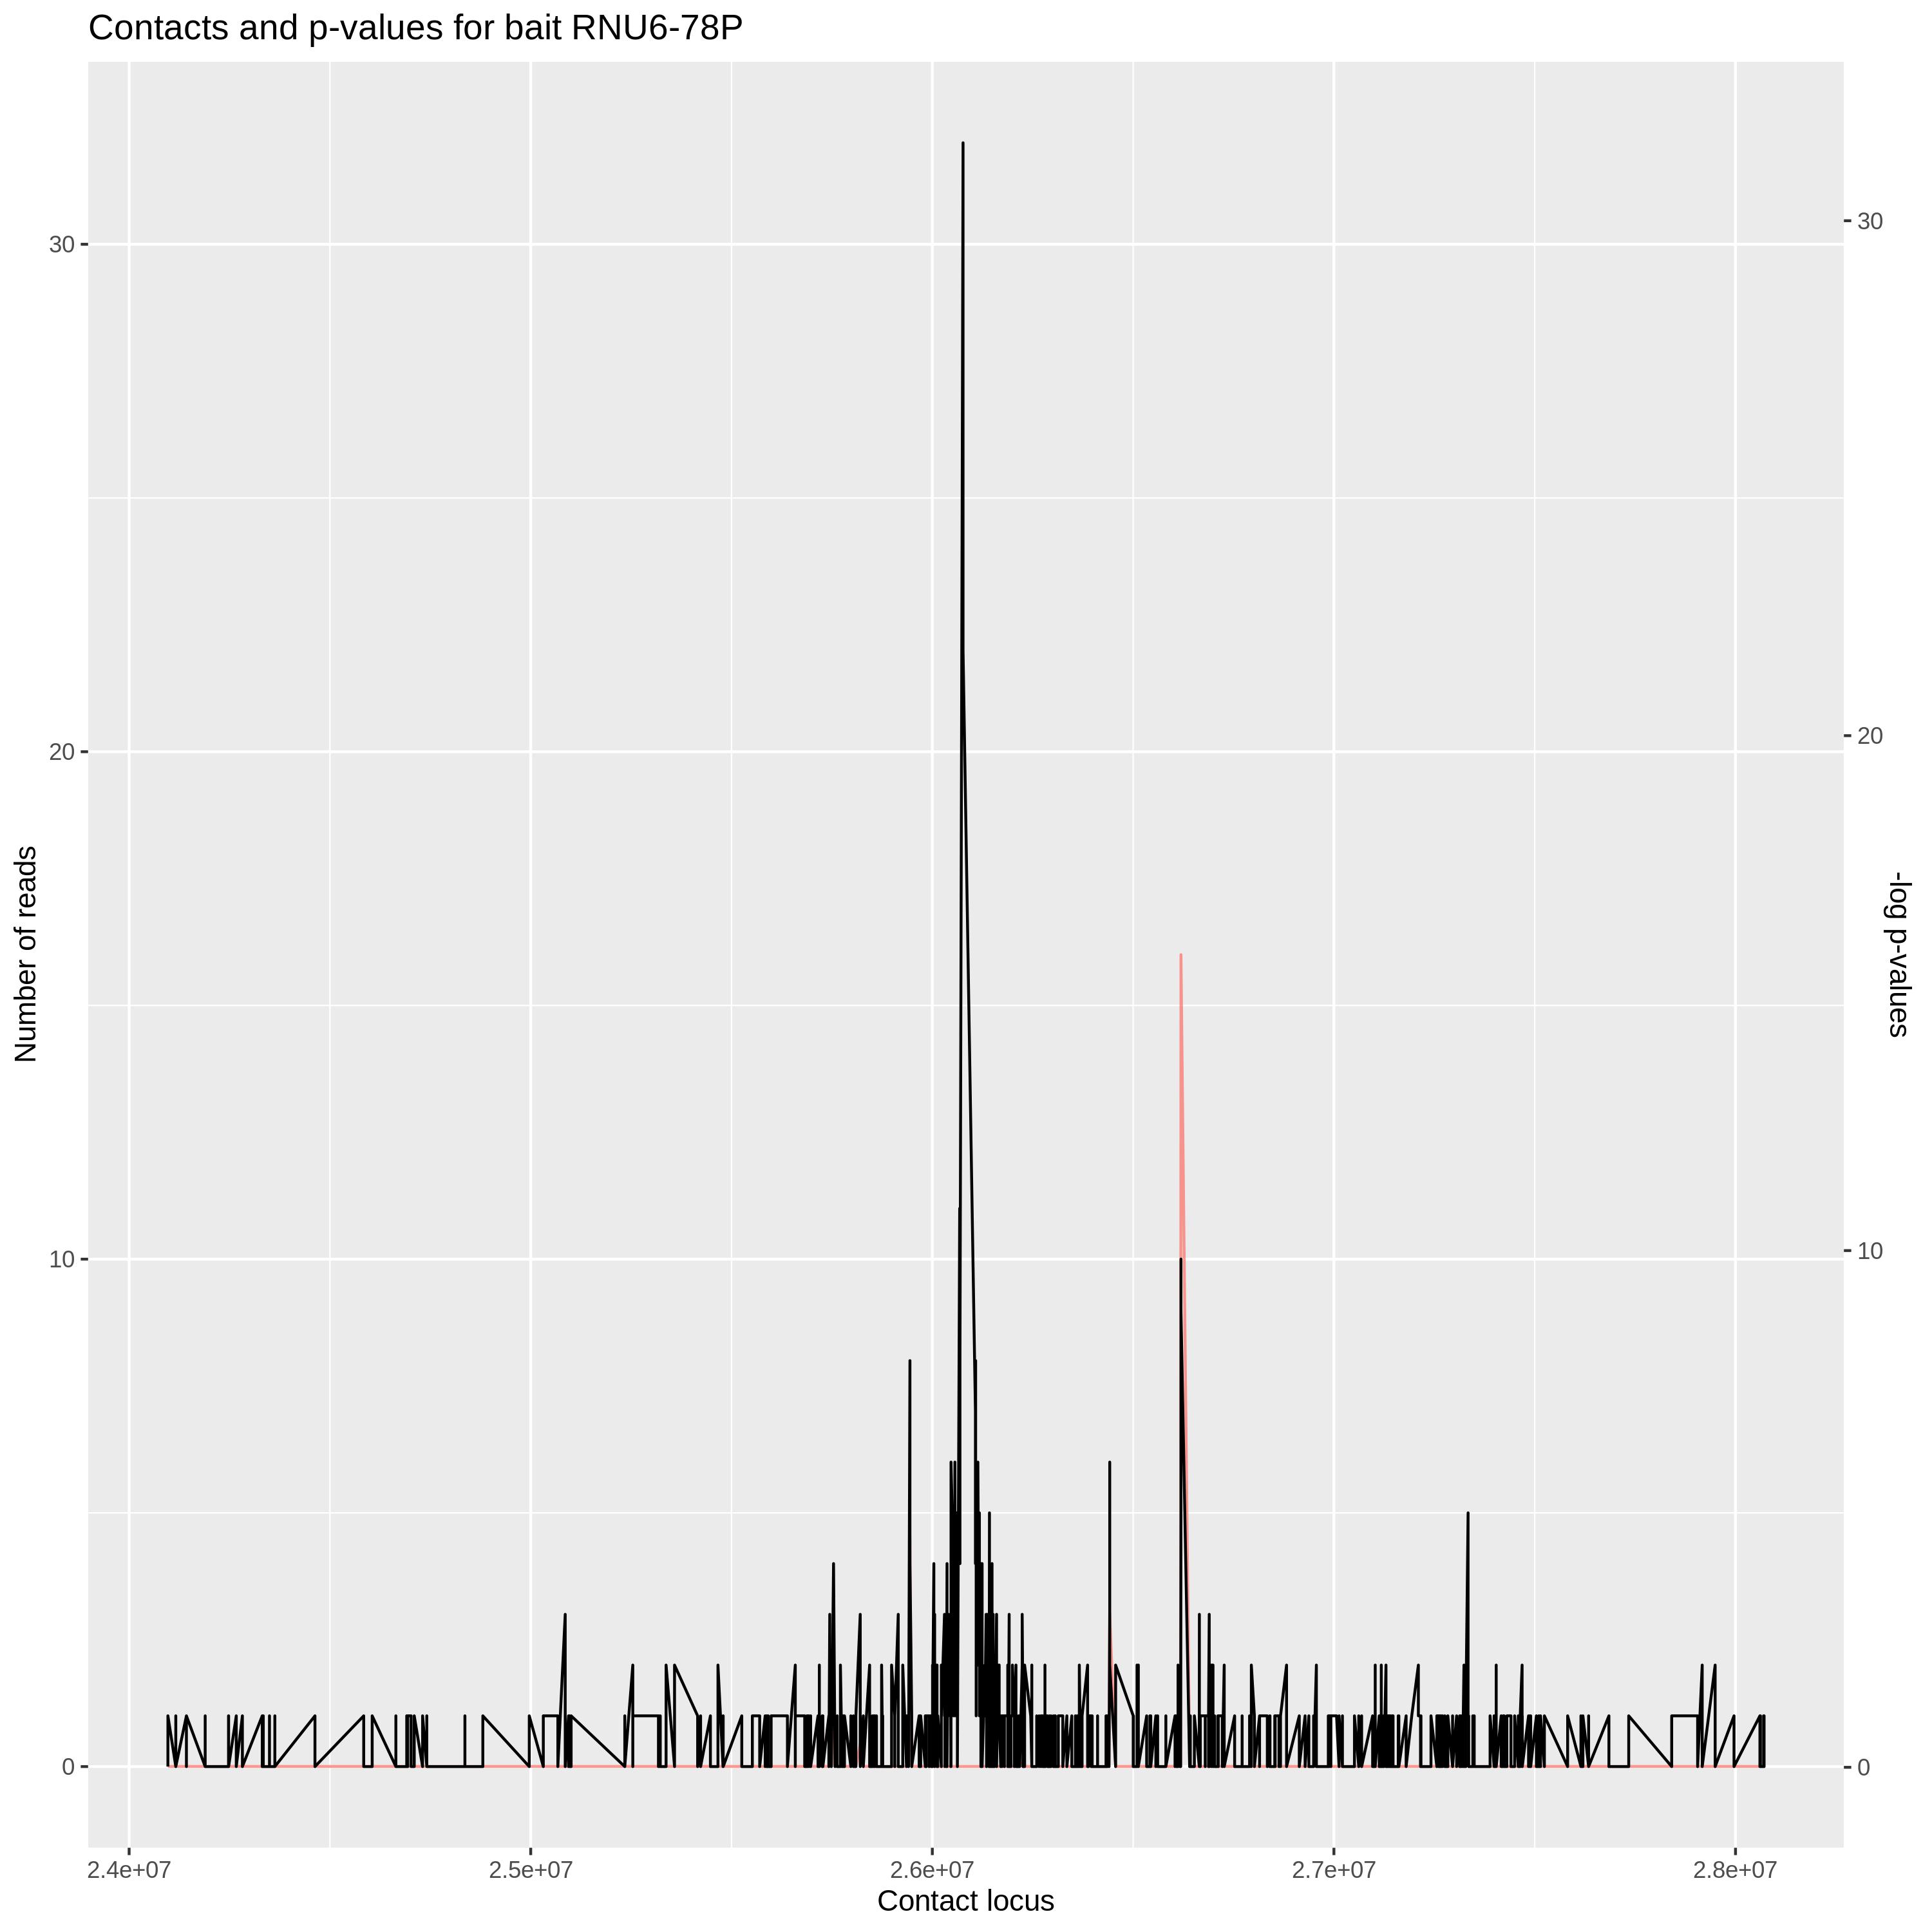 Contacts and p-values for bait RNU6-78P
30
20
10
0
Number of reads
30
20
10
0
-log p-values
2.4e+07
2.5e+07
2.6e+07
2.7e+07
2.8e+07
Contact locus